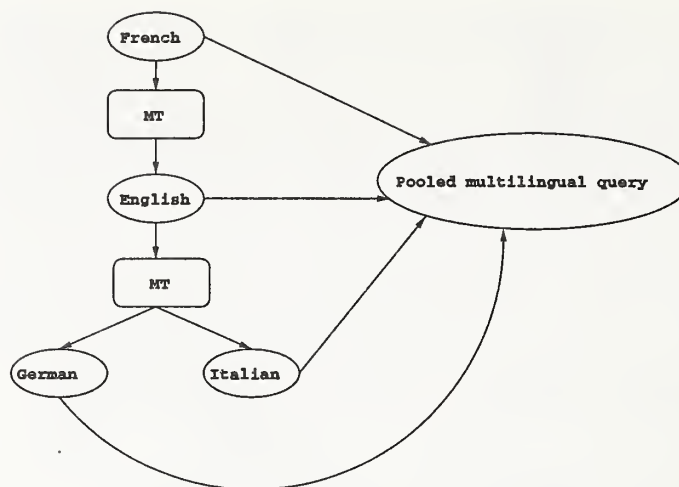 French
MT
English
Pooled multilingual query
MT
German
Italian